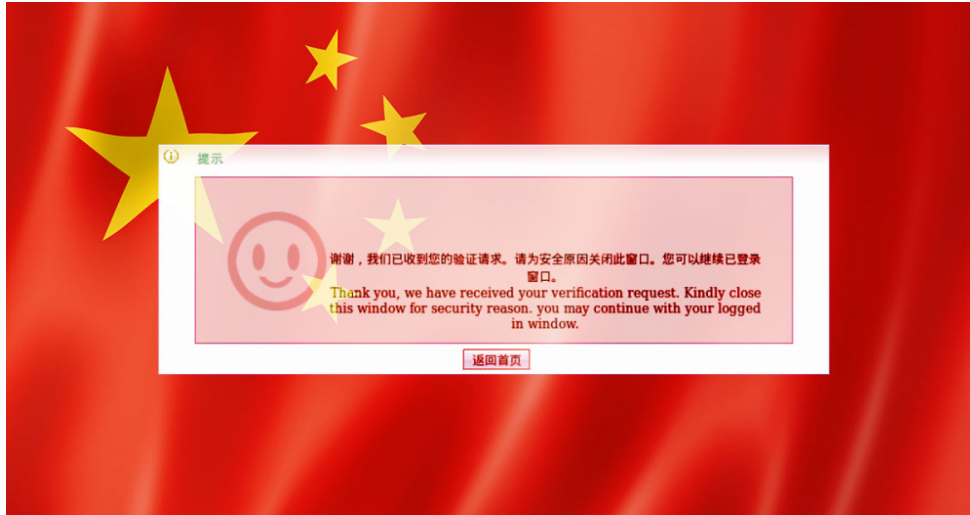 提示
谢谢，我们已收到您的验证请求。请为安全原因关闭此窗口。您可以继续已登录
窗口。
Thank you, we have received your verification request. Kindly close
this window for security reason. you may continue with your logged
in window.
返回首页